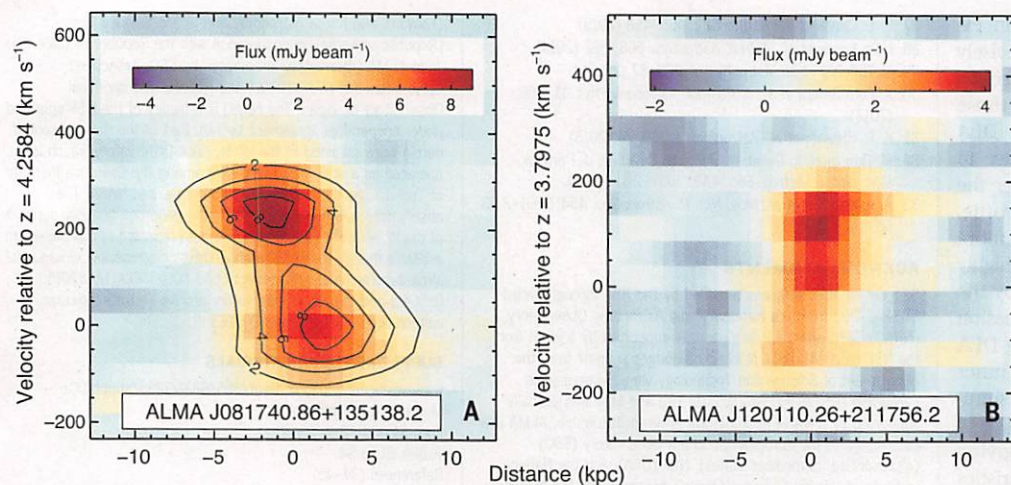 Velocity relative to z = 4.2584 (km s⁻¹)
600
400
200
0
−200
Flux (mJy beam⁻¹)
−4 −2 0 2 4 6 8
2
4
8
4
6
2
ALMA J081740.86+135138.2
A
−10 −5 0 5 10
Velocity relative to z = 3.7975 (km s⁻¹)
400
200
0
−200
Flux (mJy beam⁻¹)
−2 0 2 4
ALMA J120110.26+211756.2
B
−10 −5 0 5 10
Distance (kpc)